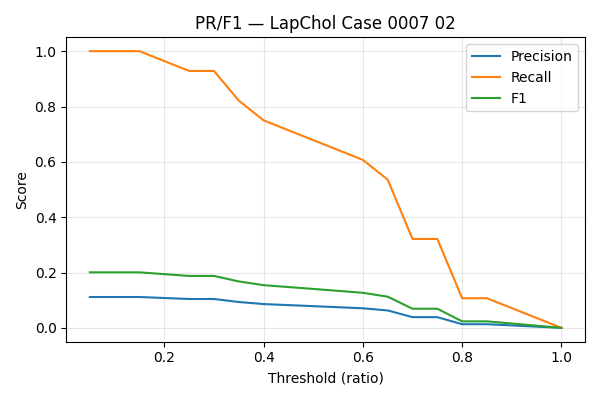 PR/F1 — LapChol Case 0007 02
Precision
Recall
F1
Score
1.0
0.8
0.6
0.4
0.2
0.0
0.2 0.4 0.6 0.8 1.0
Threshold (ratio)